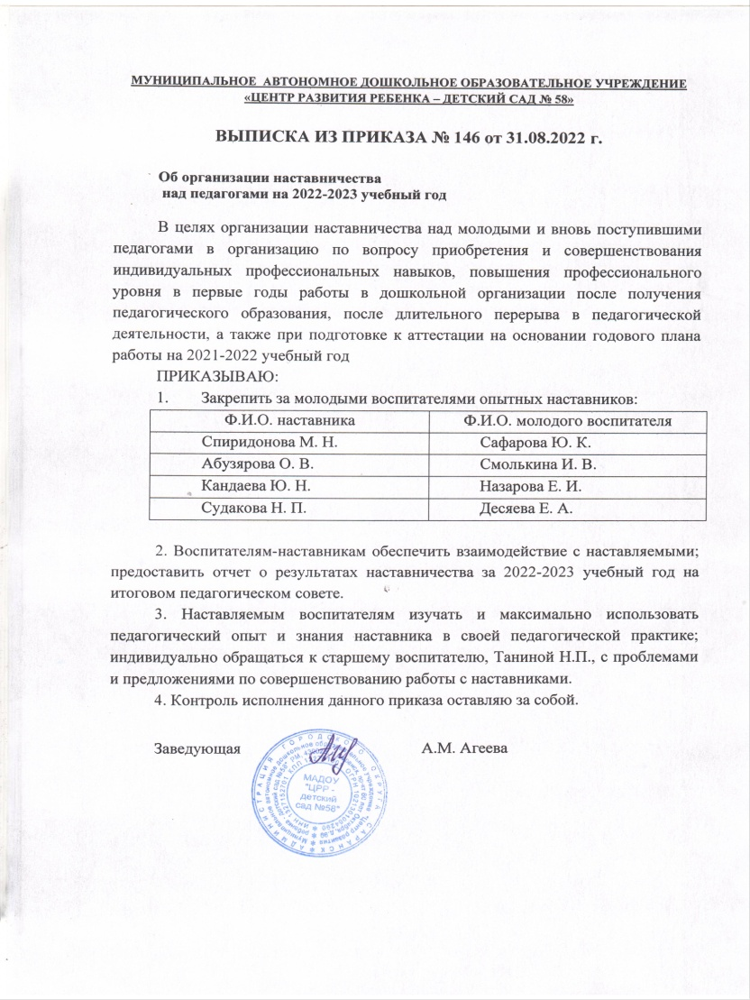 МУНИЦИПАЛЬНОЕ АВТОНОМНОЕ ДОШКОЛЬНОЕ ОБРАЗОВАТЕЛЬНОЕ УЧРЕЖДЕНИЕ
«ЦЕНТР РАЗВИТИЯ РЕБЕНКА – ДЕТСКИЙ САД № 58»
ВЫПИСКА ИЗ ПРИКАЗА № 146 от 31.08.2022 г.
Об организации наставничества
над педагогами на 2022-2023 учебный год
В целях организации наставничества над молодыми и вновь поступившими
педагогами в организацию по вопросу приобретения и совершенствования
индивидуальных профессиональных навыков, повышения профессионального
уровня в первые годы работы в дошкольной организации после получения
педагогического образования, после длительного перерыва в педагогической
деятельности, а также при подготовке к аттестации на основании годового плана
работы на 2021-2022 учебный год
ПРИКАЗЫВАЮ:
1. Закрепить за молодыми воспитателями опытных наставников:
Ф.И.О. наставника Ф.И.О. молодого воспитателя
Спиридонова М. Н. Сафарова Ю. К.
Абузярова О. В. Смолькина И. В.
Кандаева Ю. Н. Назарова Е. И.
Судакова Н. П. Десяева Е. А.
2. Воспитателям-наставникам обеспечить взаимодействие с наставляемыми;
предоставить отчет о результатах наставничества за 2022-2023 учебный год на
итоговом педагогическом совете.
3. Наставляемым воспитателям изучать и максимально использовать
педагогический опыт и знания наставника в своей педагогической практике;
индивидуально обращаться к старшему воспитателю, Таниной Н.П., с проблемами
и предложениями по совершенствованию работы с наставниками.
4. Контроль исполнения данного приказа оставляю за собой.
Заведующая А.М. Агеева
АДМИНИСТРАЦИЯ ГОРОДСКОГО ОКРУГА САРАНСК
МАДОУ
"ЦРР -
детский
сад №58"